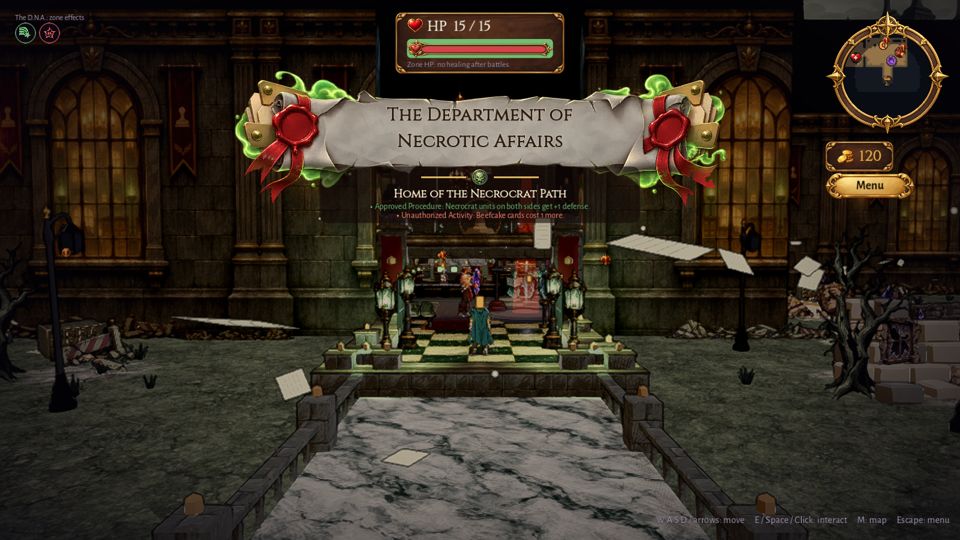 The D.N.A.: zone effects
HP 15 / 15
Zone HP: no healing after battles
The Department of
Necrotic Affairs
Home of the Necrocrat Path
• Approved Procedure: Necrocrat units on both sides get +1 defense.
• Unauthorized Activity: Beefcake cards cost 1 more.
120
Menu
W A S D / arrows: move E / Space / Click: interact M: map Escape: menu